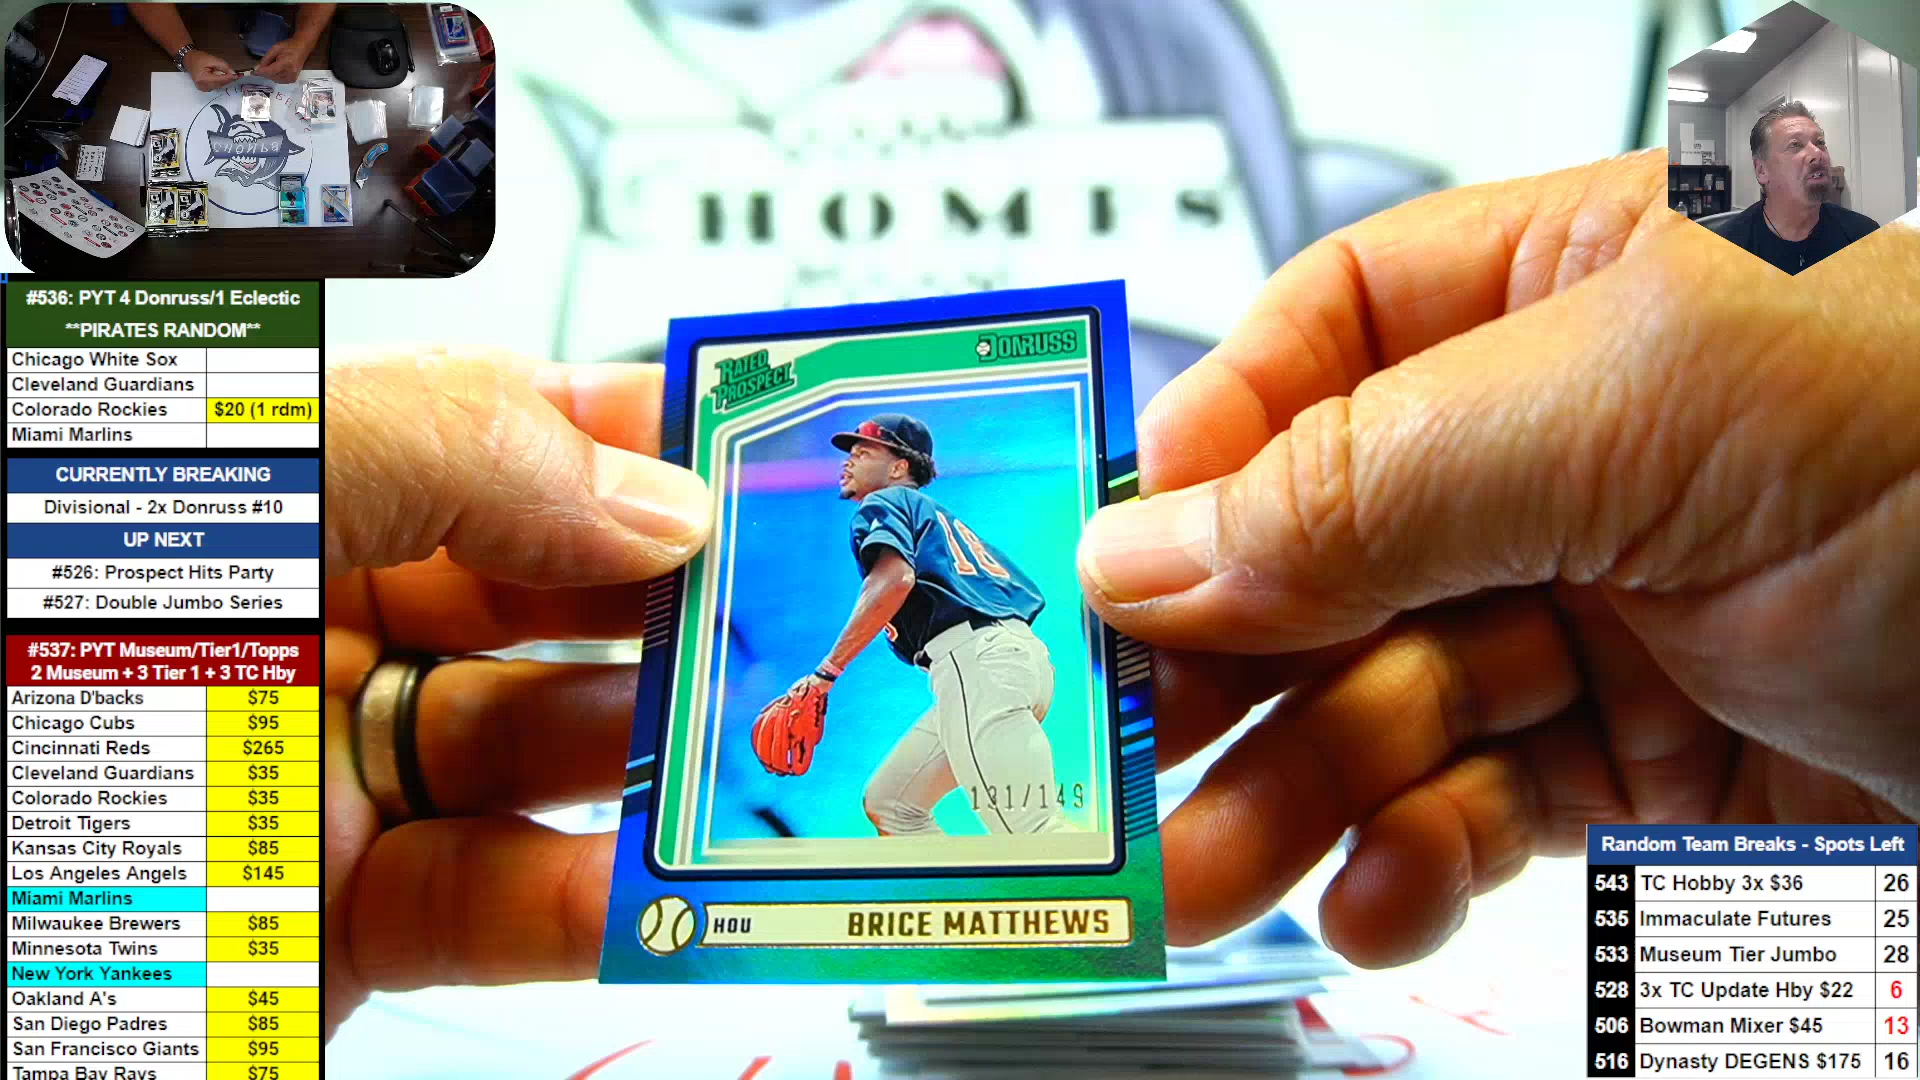 #536: PYT 4 Donruss/1 Eclectic
**PIRATES RANDOM**
Chicago White Sox
Cleveland Guardians
Colorado Rockies $20 (1 rdm)
Miami Marlins
CURRENTLY BREAKING
Divisional - 2x Donruss #10
UP NEXT
#526: Prospect Hits Party
#527: Double Jumbo Series
#537: PYT Museum/Tier1/Topps
2 Museum + 3 Tier 1 + 3 TC Hby
Arizona D'backs $75
Chicago Cubs $95
Cincinnati Reds $265
Cleveland Guardians $35
Colorado Rockies $35
Detroit Tigers $35
Kansas City Royals $85
Los Angeles Angels $145
Miami Marlins
Milwaukee Brewers $85
Minnesota Twins $35
New York Yankees
Oakland A's $45
San Diego Padres $85
San Francisco Giants $95
Tampa Bay Rays $75
CHOMPS
RATED
PROSPECT
DONRUSS
18
131/149
HOU
BRICE MATTHEWS
Random Team Breaks - Spots Left
543 TC Hobby 3x $36 26
535 Immaculate Futures 25
533 Museum Tier Jumbo 28
528 3x TC Update Hby $22 6
506 Bowman Mixer $45 13
516 Dynasty DEGENS $175 16